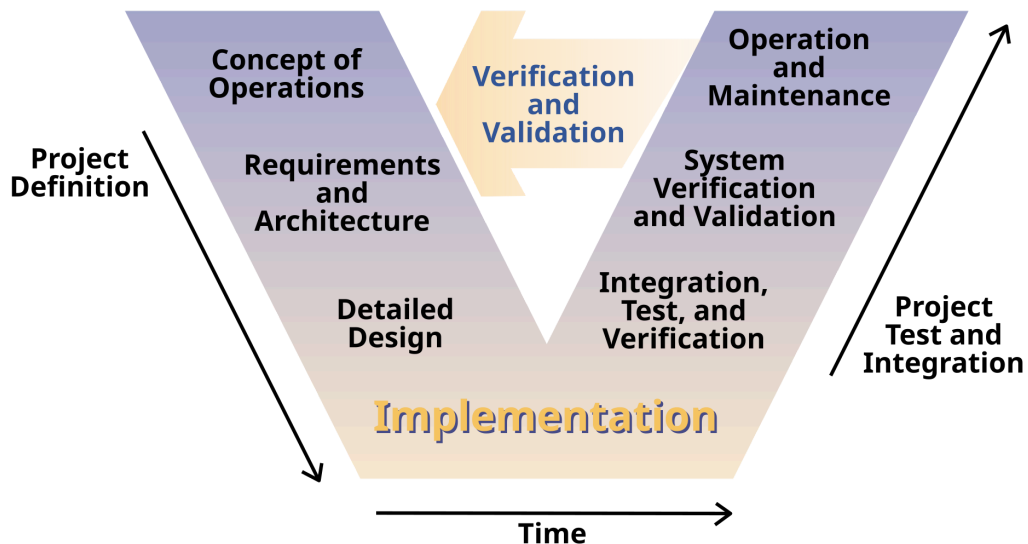 Concept of
Operations
Verification
and
Validation
Operation
and
Maintenance
Project
Definition
Requirements
and
Architecture
System
Verification
and Validation
Detailed
Design
Integration,
Test, and
Verification
Project
Test and
Integration
Implementation
Time